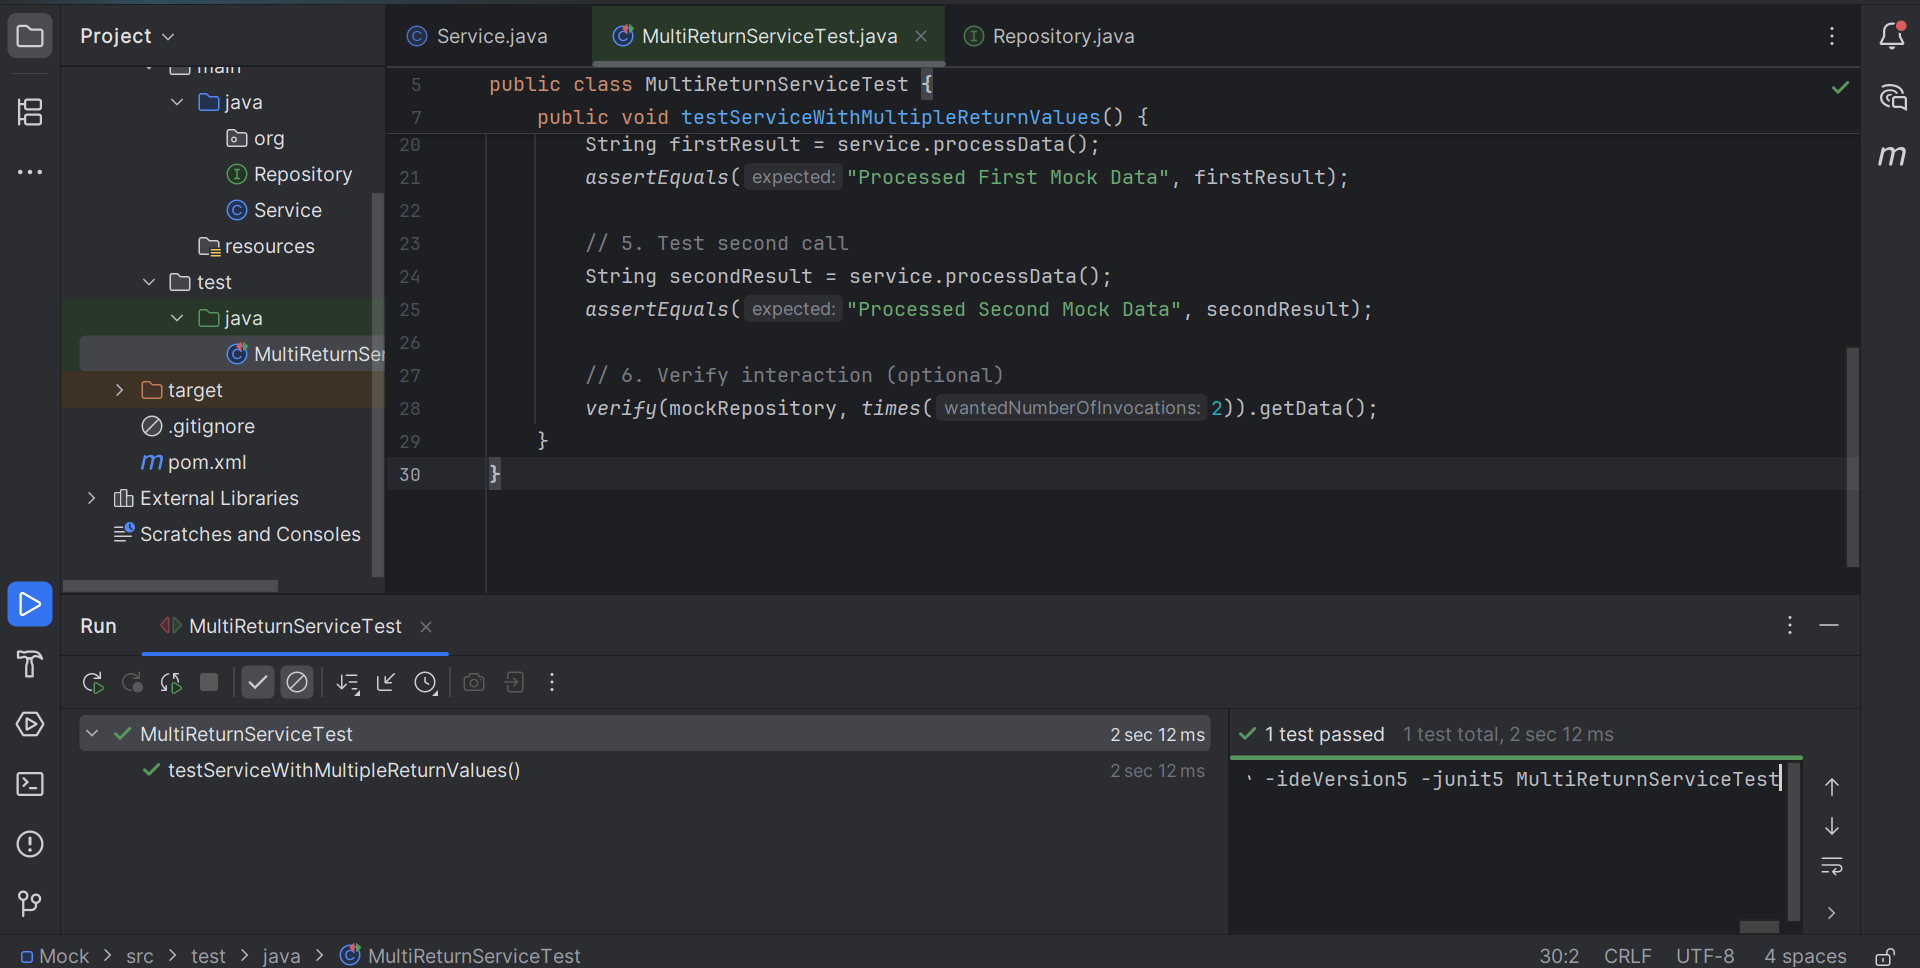 Project
main
java
org
Repository
Service
resources
test
java
MultiReturnSer
target
.gitignore
m pom.xml
External Libraries
Scratches and Consoles
Service.java
MultiReturnServiceTest.java
Repository.java
5 public class MultiReturnServiceTest {
7 public void testServiceWithMultipleReturnValues() {
20 String firstResult = service.processData();
21 assertEquals( expected: "Processed First Mock Data", firstResult);
22
23 // 5. Test second call
24 String secondResult = service.processData();
25 assertEquals( expected: "Processed Second Mock Data", secondResult);
26
27 // 6. Verify interaction (optional)
28 verify(mockRepository, times( wantedNumberOfInvocations: 2)).getData();
29 }
30 }
m
Run
MultiReturnServiceTest
MultiReturnServiceTest 2 sec 12 ms
testServiceWithMultipleReturnValues() 2 sec 12 ms
1 test passed 1 test total, 2 sec 12 ms
-ideVersion5 -junit5 MultiReturnServiceTest
Mock > src > test > java > MultiReturnServiceTest
30:2 CRLF UTF-8 4 spaces